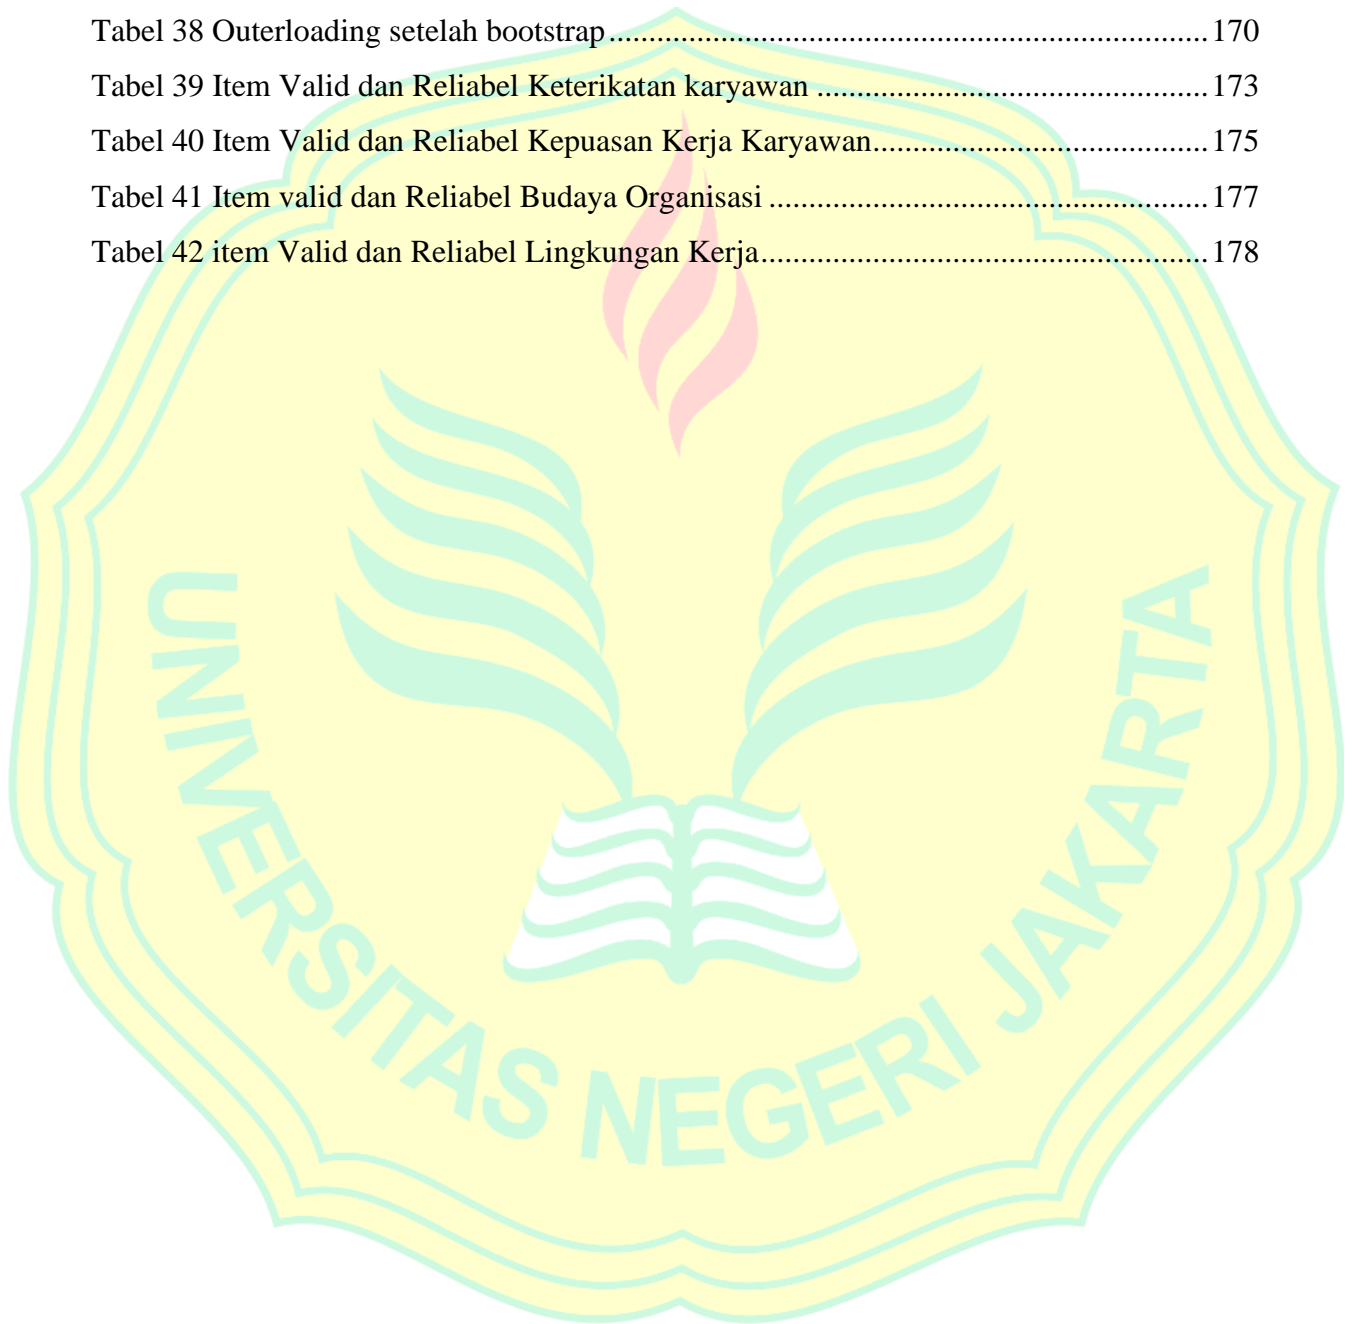 Tabel 38 Outerloading setelah bootstrap.......................................................................... 170
Tabel 39 Item Valid dan Reliabel Keterikatan karyawan ................................................ 173
Tabel 40 Item Valid dan Reliabel Kepuasan Kerja Karyawan......................................... 175
Tabel 41 Item valid dan Reliabel Budaya Organisasi ...................................................... 177
Tabel 42 item Valid dan Reliabel Lingkungan Kerja....................................................... 178
UNIVERSITAS NEGERI JAKARTA